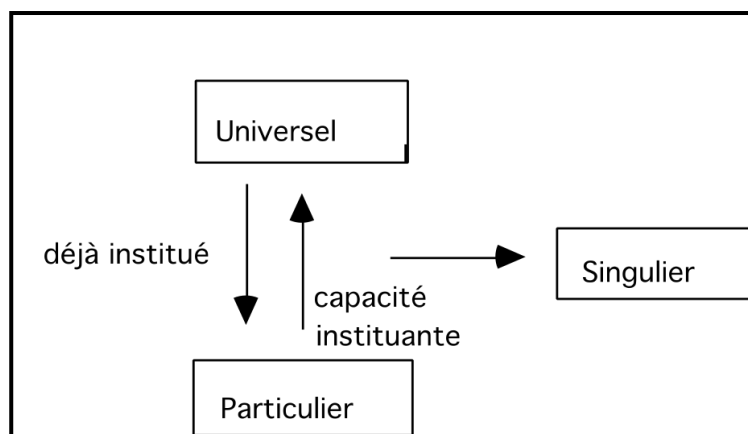 Universel
déjà institué
Singulier
capacité
instituante
Particulier